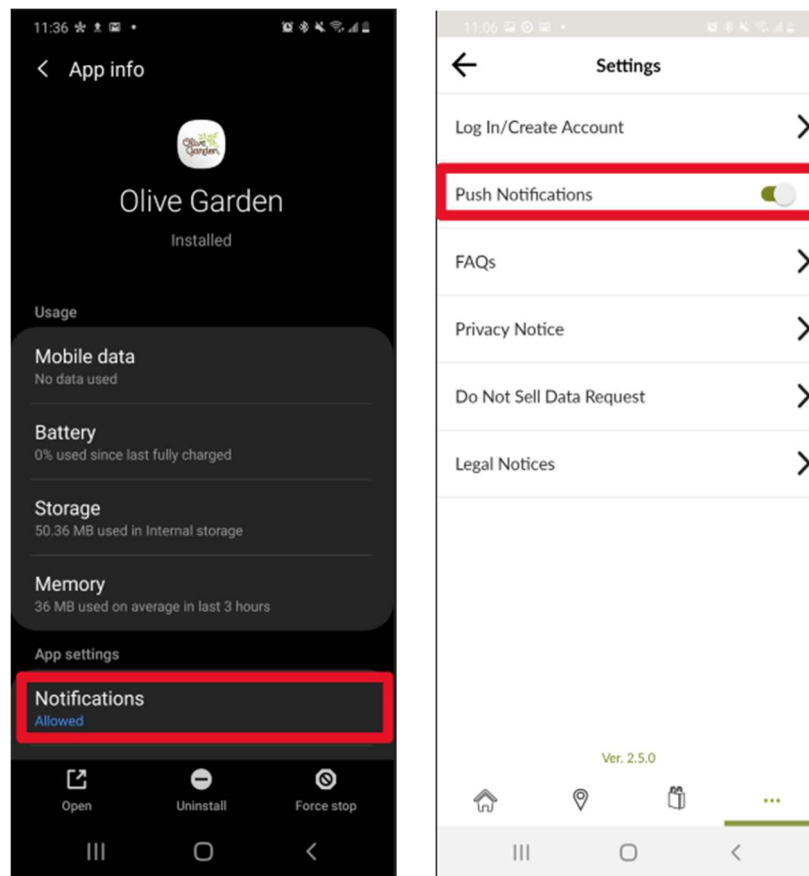 11:36
App info
Olive Garden
Olive Garden
Installed
Usage
Mobile data
No data used
Battery
0% used since last fully charged
Storage
50.36 MB used in Internal storage
Memory
36 MB used on average in last 3 hours
App settings
Notifications
Allowed
Open Uninstall Force stop
11:06
Settings
Log In/Create Account
Push Notifications
FAQs
Privacy Notice
Do Not Sell Data Request
Legal Notices
Ver. 2.5.0